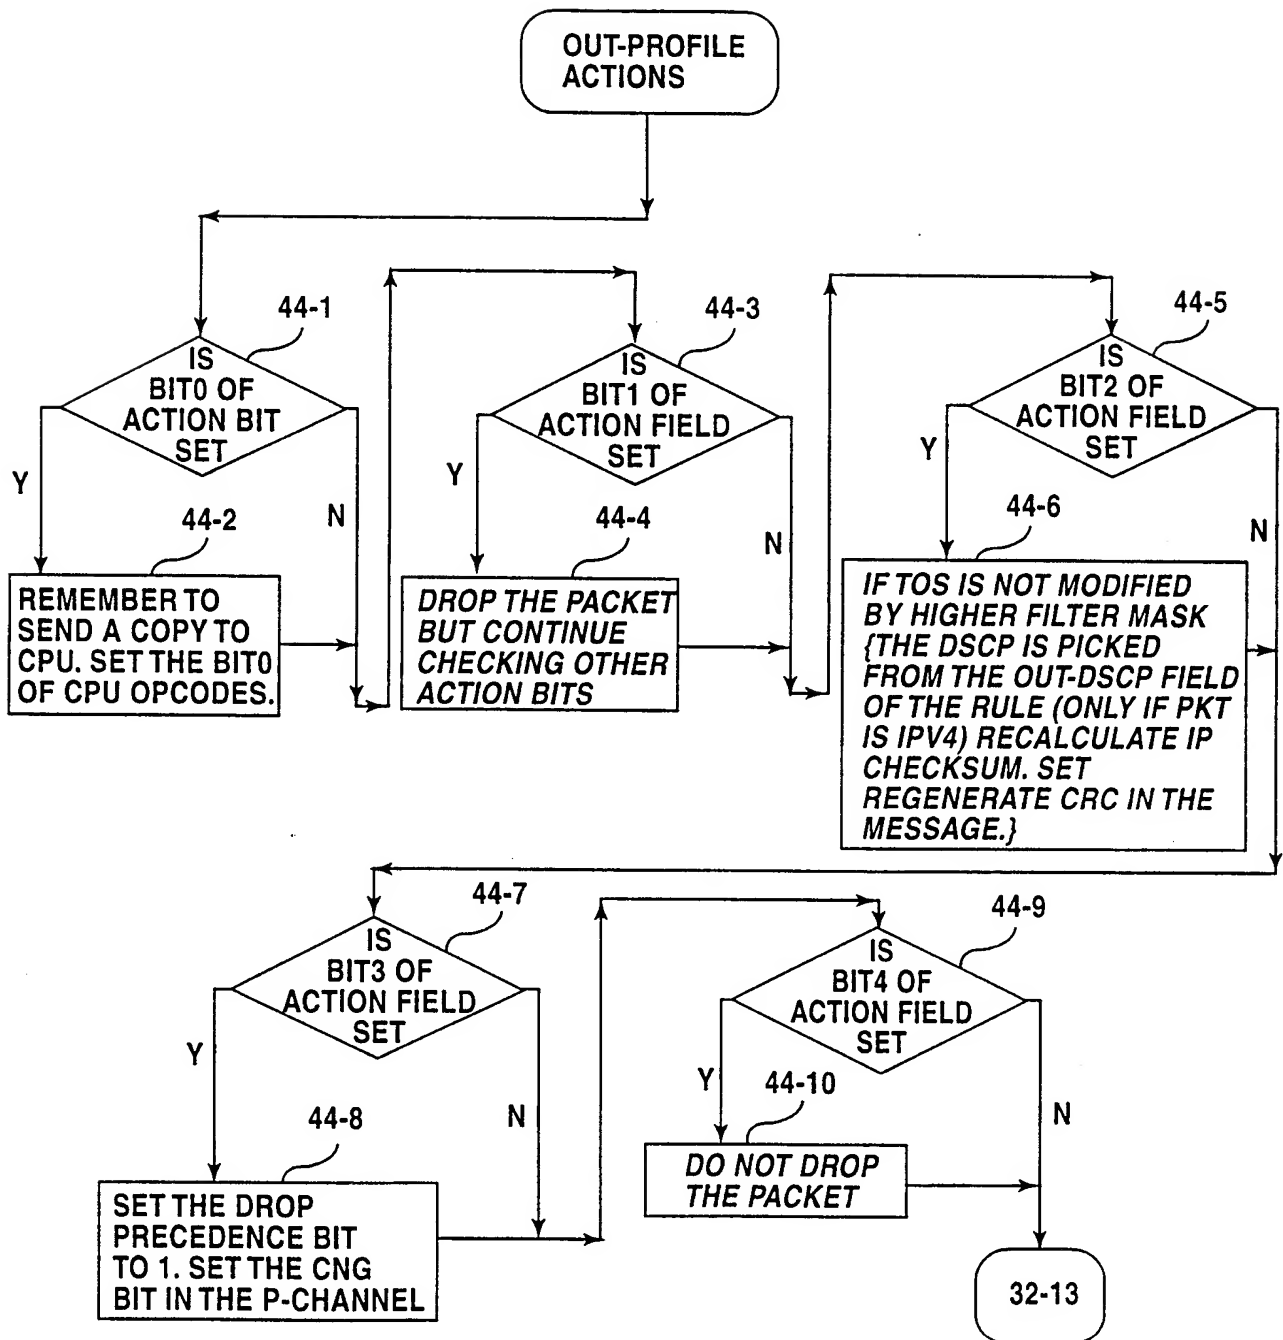 OUT-PROFILE
ACTIONS
44-1
IS
BIT0 OF
ACTION BIT
SET
Y
N
44-2
REMEMBER TO
SEND A COPY TO
CPU. SET THE BIT0
OF CPU OPCODES.
44-3
IS
BIT1 OF
ACTION FIELD
SET
Y
N
44-4
DROP THE PACKET
BUT CONTINUE
CHECKING OTHER
ACTION BITS
44-5
IS
BIT2 OF
ACTION FIELD
SET
Y
N
44-6
IF TOS IS NOT MODIFIED
BY HIGHER FILTER MASK
{THE DSCP IS PICKED
FROM THE OUT-DSCP FIELD
OF THE RULE (ONLY IF PKT
IS IPV4) RECALCULATE IP
CHECKSUM. SET
REGENERATE CRC IN THE
MESSAGE.}
44-7
IS
BIT3 OF
ACTION FIELD
SET
Y
N
44-8
SET THE DROP
PRECEDENCE BIT
TO 1. SET THE CNG
BIT IN THE P-CHANNEL
44-9
IS
BIT4 OF
ACTION FIELD
SET
Y
N
44-10
DO NOT DROP
THE PACKET
32-13